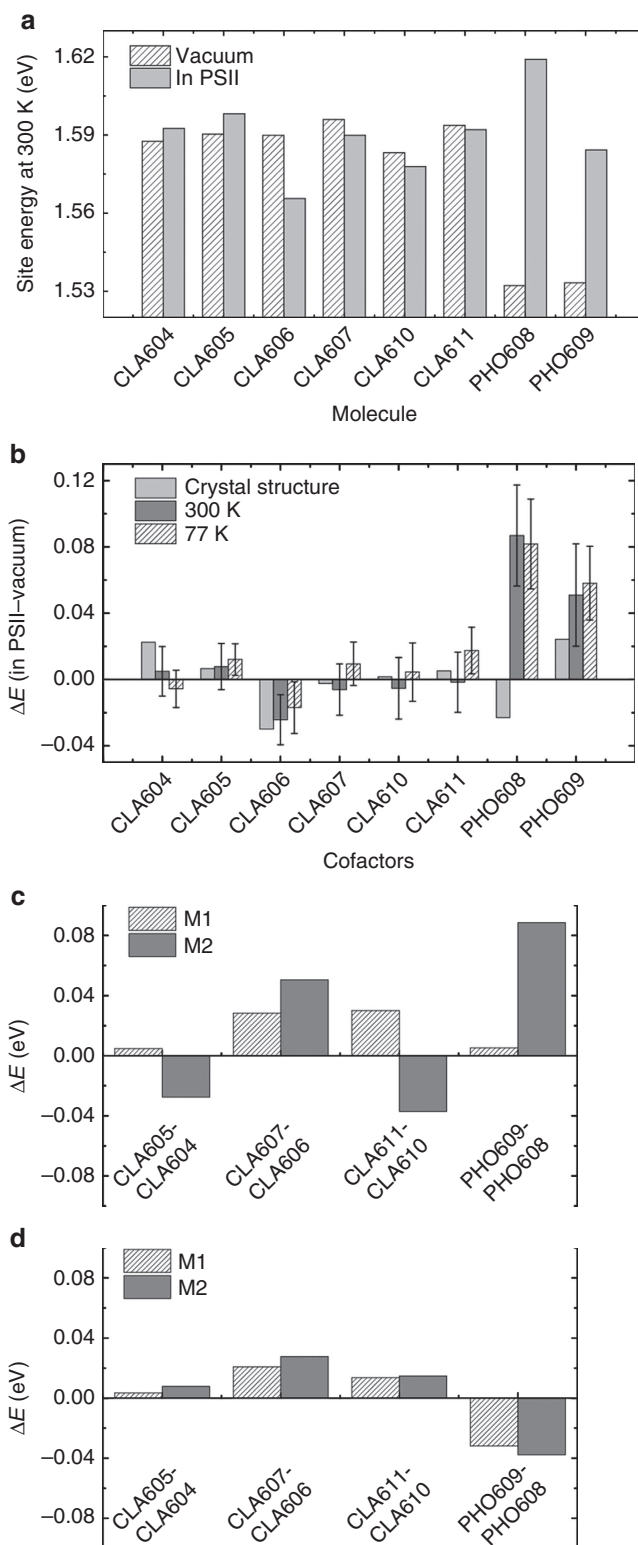 a
Vacuum
In PSII
Site energy at 300 K (eV)
1.62
1.59
1.56
1.53
CLA604
CLA605
CLA606
CLA607
CLA610
CLA611
PHO608
PHO609
Molecule
b
Crystal structure
300 K
77 K
ΔE (in PSII–vacuum)
0.12
0.08
0.04
0.00
−0.04
CLA604
CLA605
CLA606
CLA607
CLA610
CLA611
PHO608
PHO609
Cofactors
c
M1
M2
ΔE (eV)
0.08
0.04
0.00
−0.04
−0.08
CLA605-
CLA604
CLA607-
CLA606
CLA611-
CLA610
PHO609-
PHO608
d
M1
M2
ΔE (eV)
0.08
0.04
0.00
−0.04
−0.08
CLA605-
CLA604
CLA607-
CLA606
CLA611-
CLA610
PHO609-
PHO608